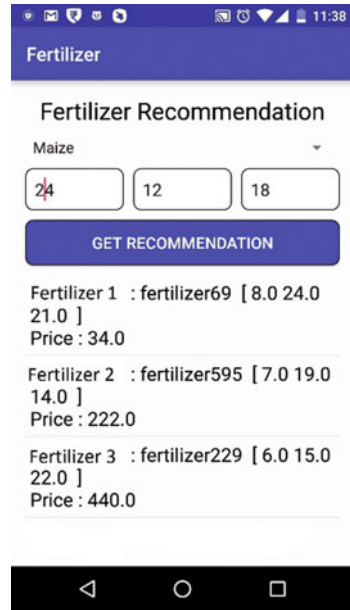 11:38
Fertilizer
Fertilizer Recommendation
Maize
24 12 18
GET RECOMMENDATION
Fertilizer 1 : fertilizer69 [ 8.0 24.0
21.0 ]
Price : 34.0
Fertilizer 2 : fertilizer595 [ 7.0 19.0
14.0 ]
Price : 222.0
Fertilizer 3 : fertilizer229 [ 6.0 15.0
22.0 ]
Price : 440.0